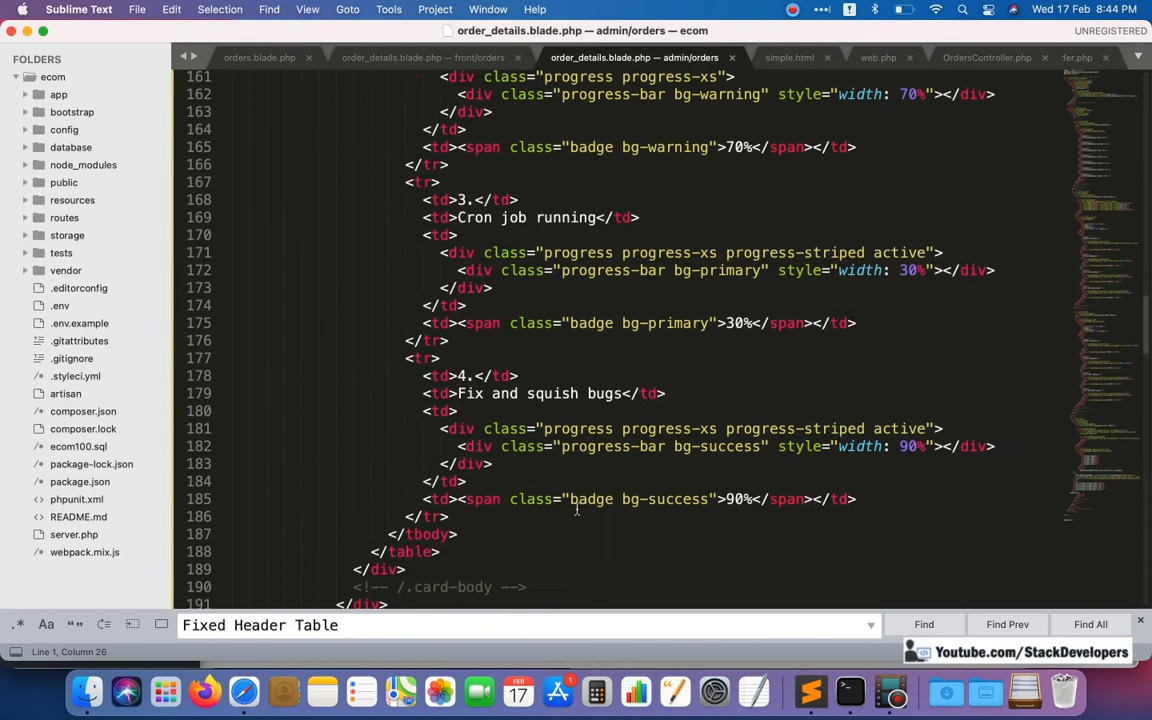 Sublime Text File Edit Selection Find View Goto Tools Project Window Help Wed 17 Feb 8:44 PM
order_details.blade.php — admin/orders — ecom UNREGISTERED
FOLDERS
orders.blade.php order_details.blade.php — front/orders order_details.blade.php — admin/orders simple.html web.php OrdersController.php
ecom
app
bootstrap
config
database
node_modules
public
resources
routes
storage
tests
vendor
.editorconfig
.env
.env.example
.gitattributes
.gitignore
.styleci.yml
artisan
composer.json
composer.lock
ecom100.sql
package-lock.json
package.json
phpunit.xml
README.md
server.php
webpack.mix.js
161 <div class="progress progress-xs">
162 <div class="progress-bar bg-warning" style="width: 70%"></div>
163 </div>
164 </td>
165 <td><span class="badge bg-warning">70%</span></td>
166 </tr>
167 <tr>
168 <td>3.</td>
169 <td>Cron job running</td>
170 <td>
171 <div class="progress progress-xs progress-striped active">
172 <div class="progress-bar bg-primary" style="width: 30%"></div>
173 </div>
174 </td>
175 <td><span class="badge bg-primary">30%</span></td>
176 </tr>
177 <tr>
178 <td>4.</td>
179 <td>Fix and squish bugs</td>
180 <td>
181 <div class="progress progress-xs progress-striped active">
182 <div class="progress-bar bg-success" style="width: 90%"></div>
183 </div>
184 </td>
185 <td><span class="badge bg-success">90%</span></td>
186 </tr>
187 </tbody>
188 </table>
189 </div>
190 <!-- /.card-body -->
191 </div>
Fixed Header Table Find Find Prev Find All
Line 1, Column 26
Youtube.com/StackDevelopers
FEB
17
1